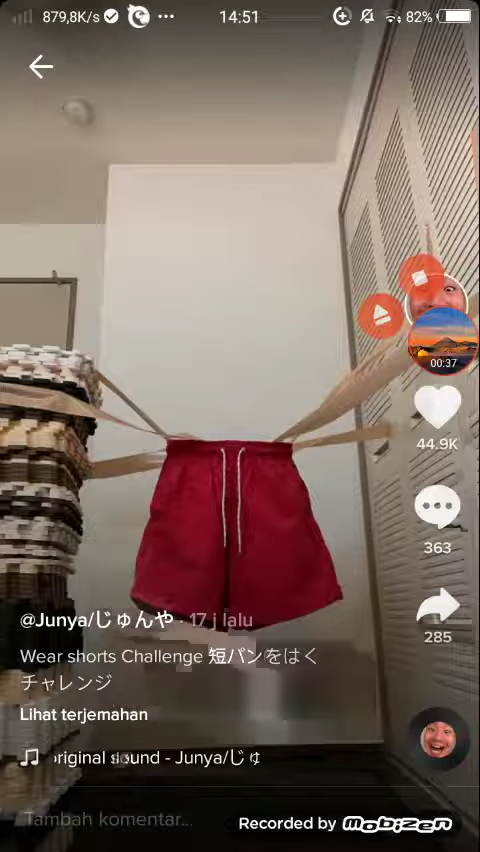 879,8K/s 14:51 82%
00:37
44.9K
363
285
@Junya/じゅんや · 17 j lalu
Wear shorts Challenge 短パンをはく
チャレンジ
Lihat terjemahan
original sound - Junya/じゅ
Tambah komentar...
Recorded by mobizen